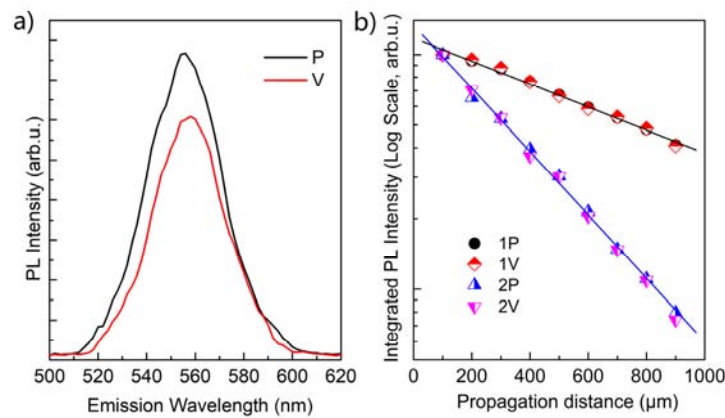 a)
P
V
PL Intensity (arb.u.)
500 520 540 560 580 600 620
Emission Wavelength (nm)
b)
Integrated PL Intensity (Log Scale, arb.u.)
1P
1V
2P
2V
0 200 400 600 800 1000
Propagation distance (µm)